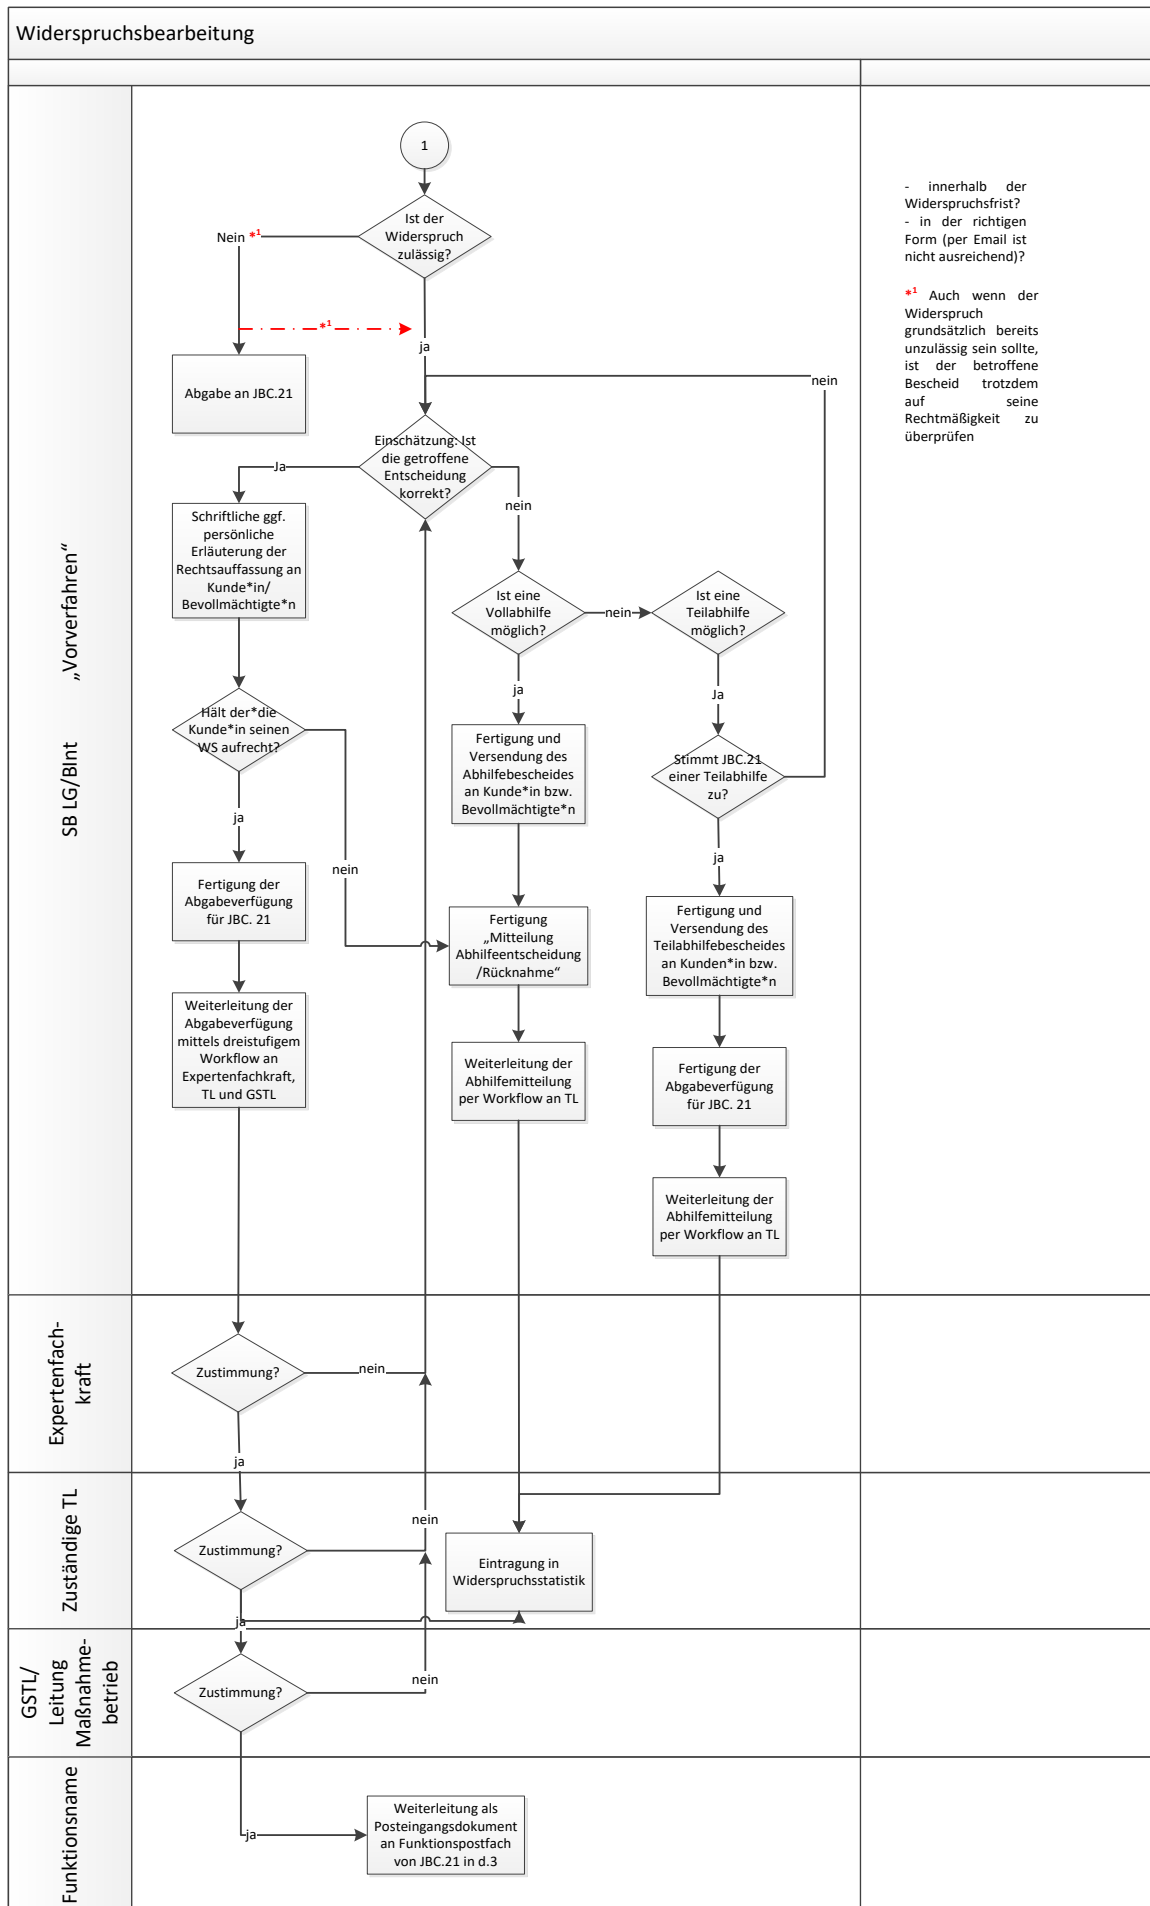 Widerspruchsbearbeitung
1
Ist der
Widerspruch
zulässig?
Nein *1
*1
ja
nein
Abgabe an JBC.21
- innerhalb der
Widerspruchsfrist?
- in der richtigen
Form (per Email ist
nicht ausreichend)?
*1 Auch wenn der
Widerspruch
grundsätzlich bereits
unzulässig sein sollte,
ist der betroffene
Bescheid trotzdem
auf seine
Rechtmäßigkeit zu
überprüfen
Einschätzung: Ist
die getroffene
Entscheidung
korrekt?
Ja
nein
Schriftliche ggf.
persönliche
Erläuterung der
Rechtsauffassung an
Kunde*in/
Bevollmächtigte*n
Ist eine
Vollabhilfe
möglich?
nein
Ist eine
Teilabhilfe
möglich?
ja
Ja
Hält der*die
Kunde*in seinen
WS aufrecht?
Fertigung und
Versendung des
Abhilfebescheides
an Kunde*in bzw.
Bevollmächtigte*n
Stimmt JBC.21
einer Teilabhilfe
zu?
ja
nein
ja
Fertigung der
Abgabeverfügung
für JBC. 21
Fertigung
„Mitteilung
Abhilfeentscheidung
/Rücknahme“
Fertigung und
Versendung des
Teilabhilfebescheides
an Kunden*in bzw.
Bevollmächtigte*n
Weiterleitung der
Abgabeverfügung
mittels dreistufigem
Workflow an
Expertenfachkraft,
TL und GSTL
Weiterleitung der
Abhilfemitteilung
per Workflow an TL
Fertigung der
Abgabeverfügung
für JBC. 21
Weiterleitung der
Abhilfemitteilung
per Workflow an TL
„Vorverfahren“
SB LG/BInt
Expertenfach-
kraft
Zustimmung?
nein
ja
Zuständige TL
Zustimmung?
nein
Eintragung in
Widerspruchsstatistik
ja
GSTL/
Leitung
Maßnahme-
betrieb
Zustimmung?
nein
Funktionsname
ja
Weiterleitung als
Posteingangsdokument
an Funktionspostfach
von JBC.21 in d.3